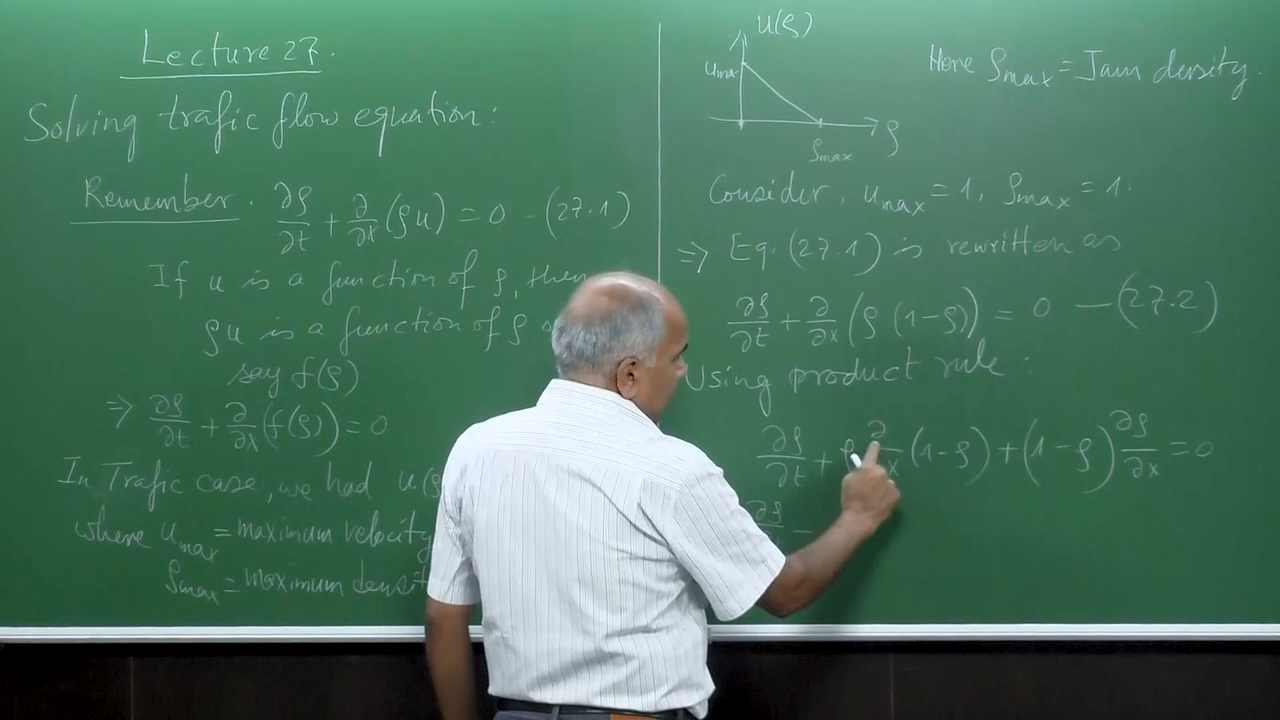 Lecture 27.
Solving trafic flow equation:
Remember. ∂ρ/∂t + ∂/∂x (ρu) = 0 - (27.1)
If u is a function of ρ, then
ρu is a function of ρ
say f(ρ)
⇒ ∂ρ/∂t + ∂/∂x (f(ρ)) = 0
In Trafic case, we had u(ρ
where u_max = maximum velocity
ρ_max = maximum densit
u(ρ)
u_max
ρ_max
ρ
Here ρ_max = Jam density.
Consider, u_max = 1, ρ_max = 1.
⇒ Eq. (27.1) is rewritten as
∂ρ/∂t + ∂/∂x (ρ (1-ρ)) = 0 - (27.2)
Using product rule:
∂ρ/∂t + ρ ∂/∂x (1-ρ) + (1-ρ) ∂ρ/∂x = 0
∂ρ/∂t -